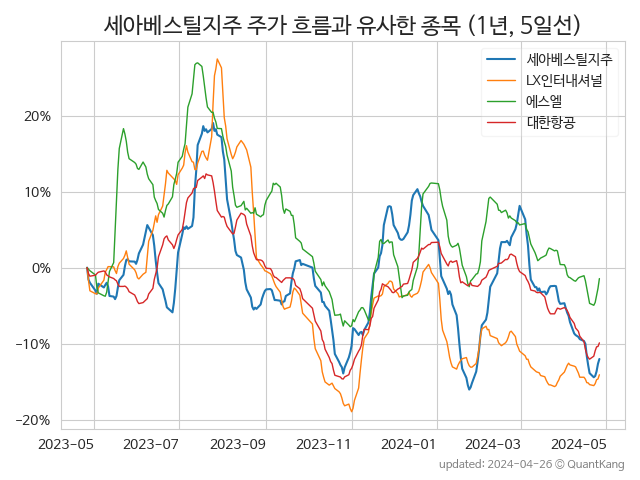 세아베스틸지주 주가 흐름과 유사한 종목 (1년, 5일선)
세아베스틸지주
LX인터내셔널
에스엘
대한항공
20%
10%
0%
−10%
−20%
2023-05
2023-07
2023-09
2023-11
2024-01
2024-03
2024-05
updated: 2024-04-26 © QuantKang